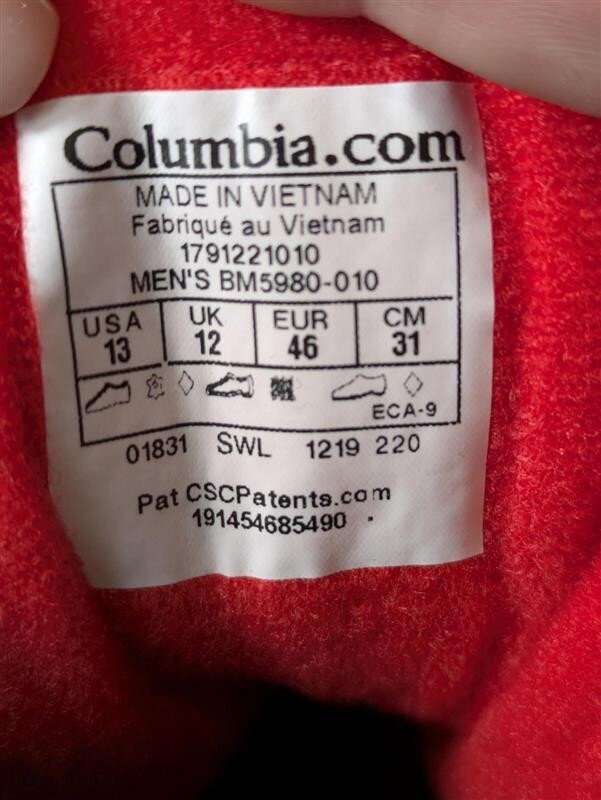 Columbia.com
MADE IN VIETNAM
Fabriqué au Vietnam
1791221010
MEN'S BM5980-010
USA UK EUR CM
13 12 46 31
ECA-9
01831 SWL 1219 220
Pat CSCPatents.com
191454685490